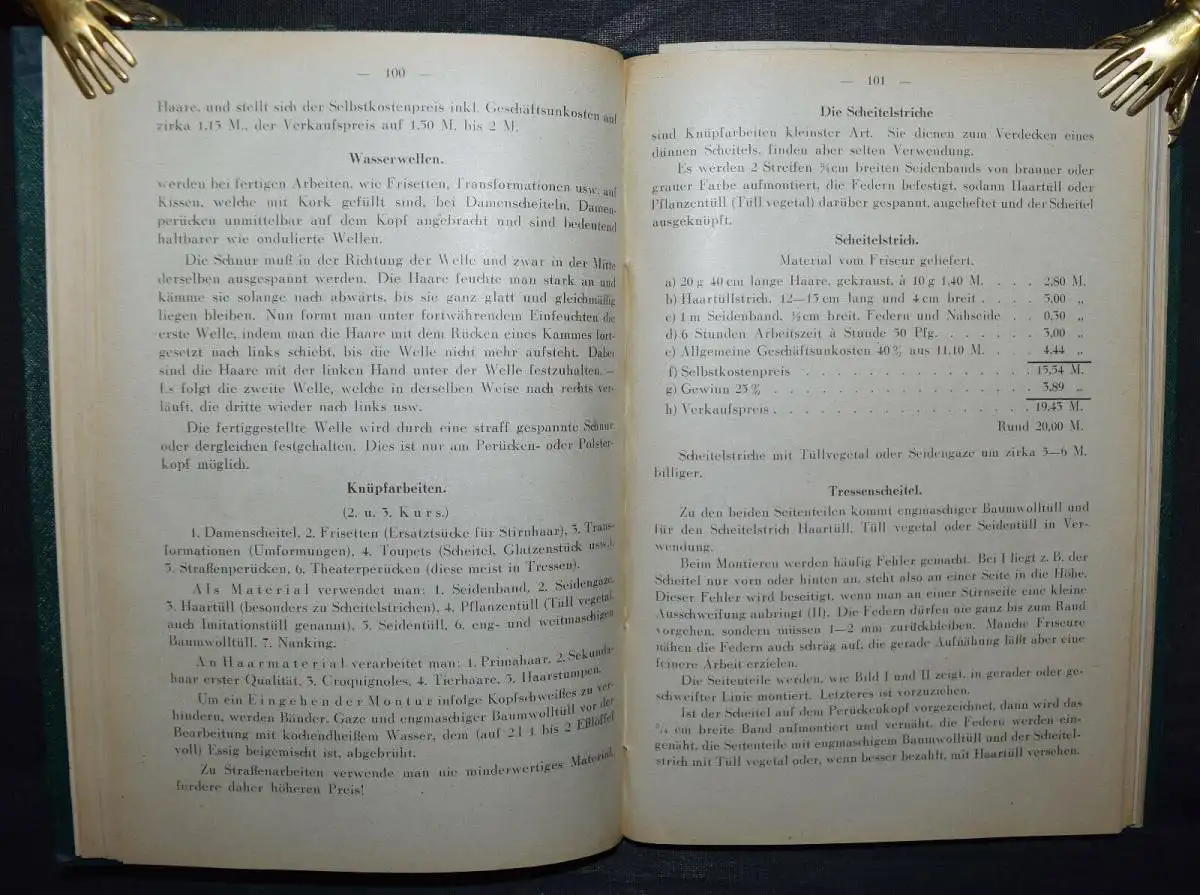 — 100 —
Haare, und stellt sich der Selbstkostenpreis inkl. Geschäftsunkosten auf
zirka 1.15 M., der Verkaufspreis auf 1.50 M. bis 2 M.
Wasserwellen.
werden bei fertigen Arbeiten, wie Frisetten, Transformationen usw. auf
Kissen, welche mit Kork gefüllt sind, bei Damenscheiteln, Damen-
perücken unmittelbar auf dem Kopf angebracht und sind bedeutend
haltbarer wie ondulierte Wellen.
Die Schnur muß in der Richtung der Welle und zwar in der Mitte
derselben ausgespannt werden. Die Haare feuchte man stark an und
kämme sie solange nach abwärts, bis sie ganz glatt und gleichmäßig
liegen bleiben. Nun formt man unter fortwährendem Einfeuchten die
erste Welle, indem man die Haare mit dem Rücken eines Kammes fort-
gesetzt nach links schiebt, bis die Welle nicht mehr aufsteht. Dabei
sind die Haare mit der linken Hand unter der Welle festzuhalten. —
Es folgt die zweite Welle, welche in derselben Weise nach rechts ver-
läuft, die dritte wieder nach links usw.
Die fertiggestellte Welle wird durch eine straff gespannte Schnur
oder dergleichen festgehalten. Dies ist nur am Perücken- oder Polster-
kopf möglich.
Knüpfarbeiten.
(2. u. 3. Kurs.)
1. Damenscheitel, 2. Frisetten (Ersatzstücke für Stirnhaar), 3. Trans-
formationen (Umformungen), 4. Toupets (Scheitel, Glatzenstück usw.),
5. Straßenperücken, 6. Theaterperücken (diese meist in Tressen).
Als Material verwendet man: 1. Seidenband, 2. Seidengaze,
3. Haartüll (besonders zu Scheitelstrichen), 4. Pflanzentüll (Tüll vegetal,
auch Imitationstüll genannt), 5. Seidentüll, 6. eng- und weitmaschigen
Baumwolltüll, 7. Nanking.
An Haarmaterial verarbeitet man: 1. Primahaar, 2. Sekunda-
haar erster Qualität, 3. Croquignoles, 4. Tierhaare, 5. Haarstumpen.
Um ein Eingehen der Montur infolge Kopfschweißes zu ver-
hindern, werden Bänder, Gaze und engmaschiger Baumwolltüll vor der
Bearbeitung mit kochendheißem Wasser, dem (auf 2 l 1 bis 2 Eßlöffel
voll) Essig beigemischt ist, abgebrüht.
Zu Straßenarbeiten verwende man nie minderwertiges Material,
fordere daher höheren Preis!
— 101 —
Die Scheitelstriche
sind Knüpfarbeiten kleinster Art. Sie dienen zum Verdecken eines
dünnen Scheitels, finden aber selten Verwendung.
Es werden 2 Streifen ¾ cm breiten Seidenbands von brauner oder
grauer Farbe aufmontiert, die Federn befestigt, sodann Haartüll oder
Pflanzentüll (Tüll vegetal) darüber gespannt, angeheftet und der Scheitel
ausgeknüpft.
Scheitelstrich.
Material vom Friseur geliefert.
a) 20 g 40 cm lange Haare, gekraust, à 10 g 1,40 M. . . . 2,80 M.
b) Haartüllstrich, 12—13 cm lang und 4 cm breit . . . . 5,00 „
c) 1 m Seidenband, ½ cm breit, Federn und Nähseide . . 0,30 „
d) 6 Stunden Arbeitszeit à Stunde 50 Pfg. . . . . . . 3,00 „
e) Allgemeine Geschäftsunkosten 40 % aus 11,10 M. . . . 4,44 „
f) Selbstkostenpreis . . . . . . . . . . . . . . . . 15,54 M.
g) Gewinn 25 % . . . . . . . . . . . . . . . . . . 3,89 „
h) Verkaufspreis . . . . . . . . . . . . . . . . . . 19,43 M.
Rund 20,00 M.
Scheitelstriche mit Tüllvegetal oder Seidengaze um zirka 5—6 M.
billiger.
Tressenscheitel.
Zu den beiden Seitenteilen kommt engmaschiger Baumwolltüll und
für den Scheitelstrich Haartüll, Tüll vegetal oder Seidentüll in Ver-
wendung.
Beim Montieren werden häufig Fehler gemacht. Bei I liegt z. B. der
Scheitel nur vorn oder hinten an, steht also an einer Seite in die Höhe.
Dieser Fehler wird beseitigt, wenn man an einer Stirnseite eine kleine
Ausschweifung anbringt (II). Die Federn dürfen nie ganz bis zum Rand
vorgehen, sondern müssen 1—2 mm zurückbleiben. Manche Friseure
nähen die Federn auch schräg auf, die gerade Aufnähung läßt aber eine
feinere Arbeit erzielen.
Die Seitenteile werden, wie Bild I und II zeigt, in gerader oder ge-
schweifter Linie montiert. Letzteres ist vorzuziehen.
Ist der Scheitel auf dem Perückenkopf vorgezeichnet, dann wird das
¾ cm breite Band aufmontiert und vernäht, die Federn werden ein-
genäht, die Seitenteile mit engmaschigem Baumwolltüll und der Scheitel-
strich mit Tüll vegetal oder, wenn besser bezahlt, mit Haartüll versehen.